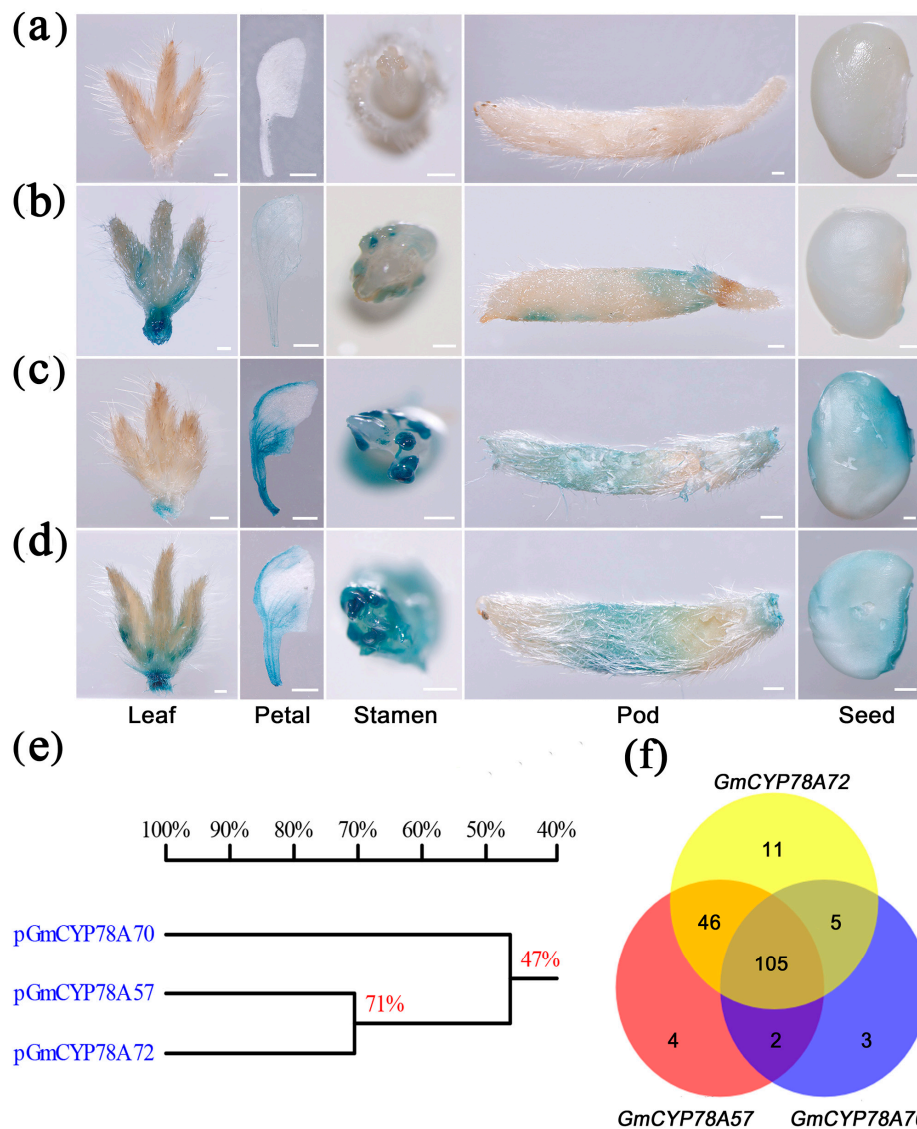 (a)
(b)
(c)
(d)
Leaf Petal Stamen Pod Seed
(e)
(f)
GmCYP78A72
100% 90% 80% 70% 60% 50% 40%
11
46 5
105
4 2 3
pGmCYP78A70
47%
pGmCYP78A57
71%
pGmCYP78A72
GmCYP78A57